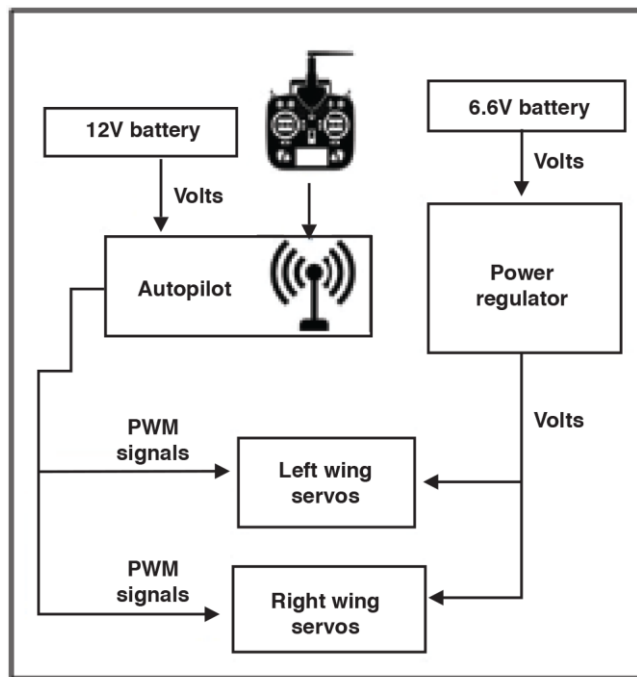 12V battery
6.6V battery
Volts
Volts
Autopilot
Power
regulator
Volts
PWM
signals
Left wing
servos
PWM
signals
Right wing
servos